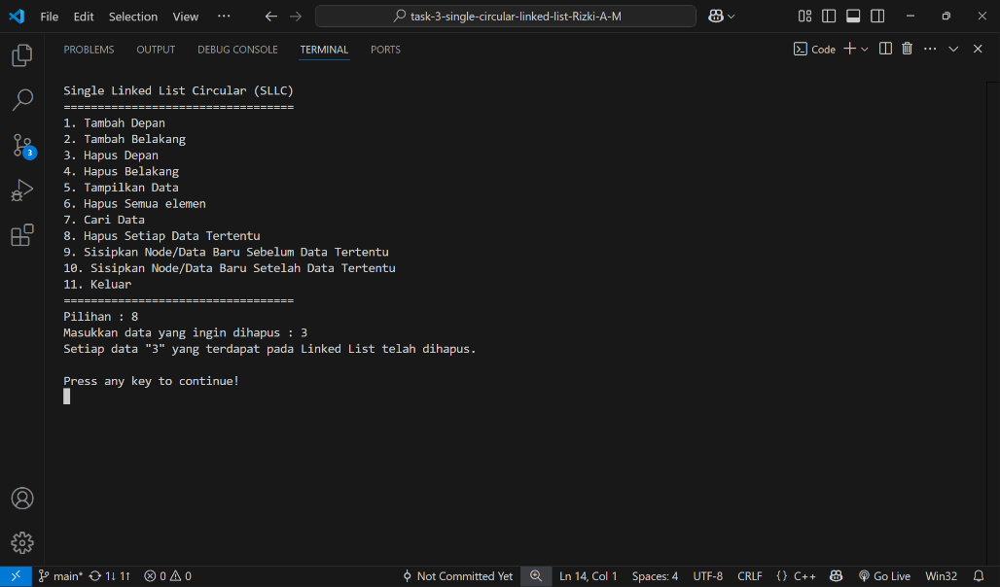 File Edit Selection View ... task-3-single-circular-linked-list-Rizki-A-M
PROBLEMS OUTPUT DEBUG CONSOLE TERMINAL PORTS Code
Single Linked List Circular (SLLC)
==================================
1. Tambah Depan
2. Tambah Belakang
3. Hapus Depan
4. Hapus Belakang
5. Tampilkan Data
6. Hapus Semua elemen
7. Cari Data
8. Hapus Setiap Data Tertentu
9. Sisipkan Node/Data Baru Sebelum Data Tertentu
10. Sisipkan Node/Data Baru Setelah Data Tertentu
11. Keluar
==================================
Pilihan : 8
Masukkan data yang ingin dihapus : 3
Setiap data "3" yang terdapat pada Linked List telah dihapus.
Press any key to continue!
3
main* 1↓ 1↑ 0 0 Not Committed Yet Ln 14, Col 1 Spaces: 4 UTF-8 CRLF {} C++ Go Live Win32